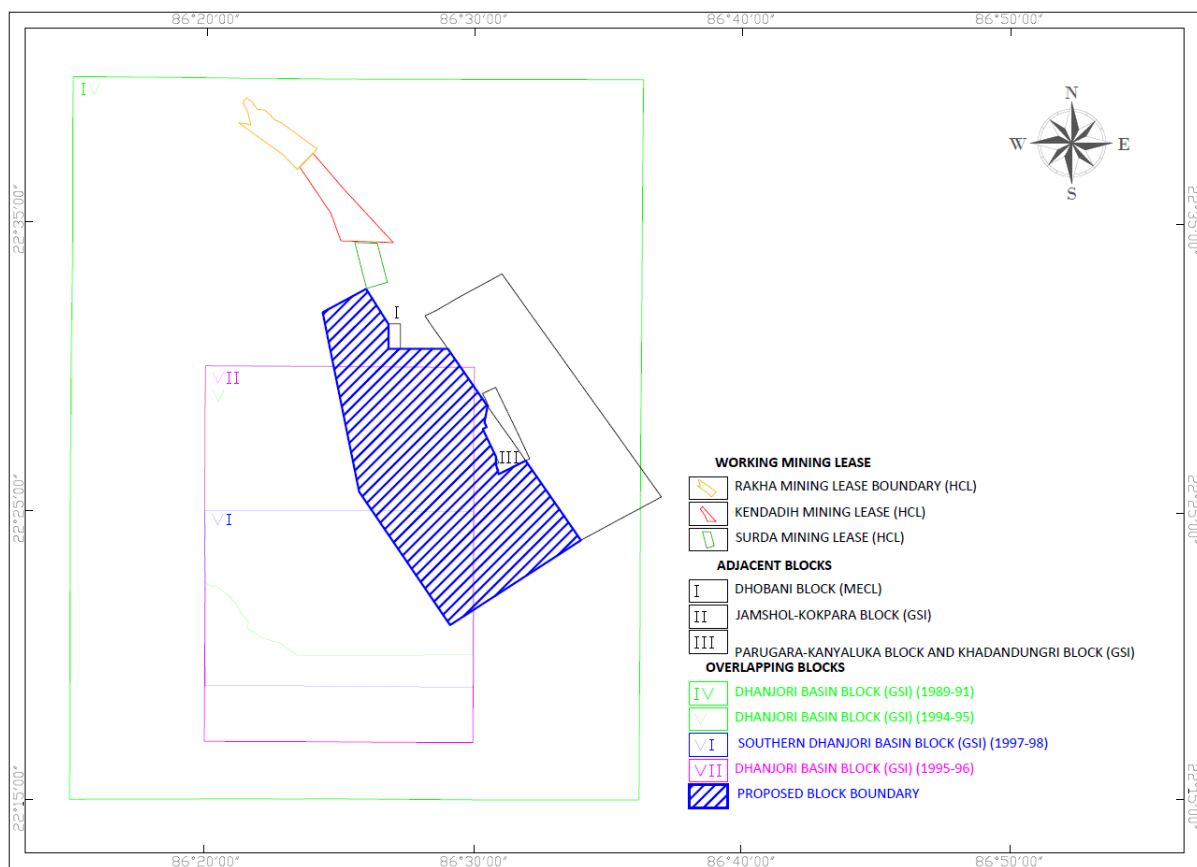 86°20'00" 86°30'00" 86°40'00" 86°50'00"
IV
N
W E
S
22°35'00" 22°35'00"
I
VII
V
III
22°25'00" 22°25'00"
VI
WORKING MINING LEASE
RAKHA MINING LEASE BOUNDARY (HCL)
KENDADIH MINING LEASE (HCL)
SURDA MINING LEASE (HCL)
ADJACENT BLOCKS
I DHOBANI BLOCK (MECL)
II JAMSHOL-KOKPARA BLOCK (GSI)
III PARUGARA-KANYALUKA BLOCK AND KHADANDUNGRI BLOCK (GSI)
OVERLAPPING BLOCKS
IV DHANJORI BASIN BLOCK (GSI) (1989-91)
V DHANJORI BASIN BLOCK (GSI) (1994-95)
VI SOUTHERN DHANJORI BASIN BLOCK (GSI) (1997-98)
VII DHANJORI BASIN BLOCK (GSI) (1995-96)
PROPOSED BLOCK BOUNDARY
22°15'00" 22°15'00"
86°20'00" 86°30'00" 86°40'00" 86°50'00"